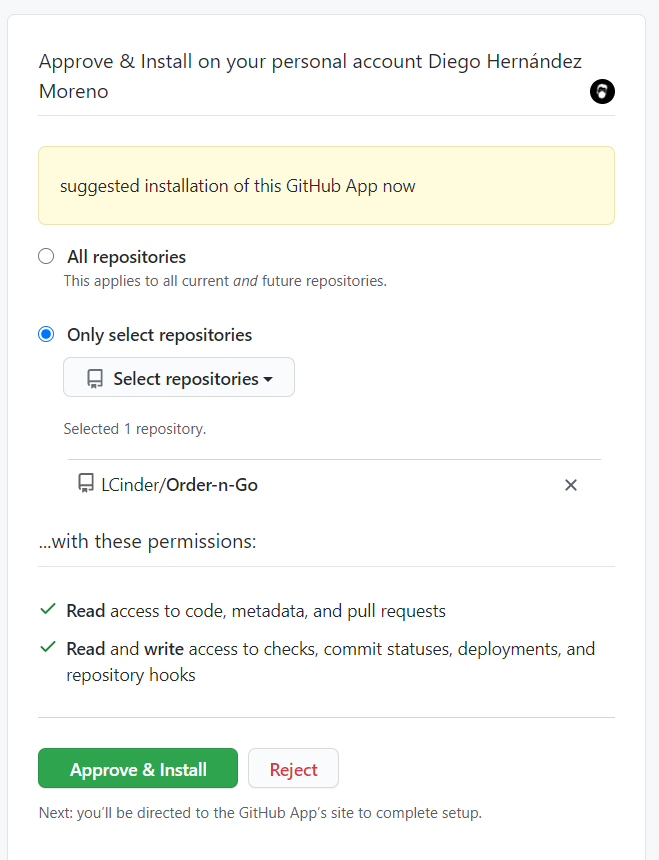 Approve & Install on your personal account Diego Hernández
Moreno
suggested installation of this GitHub App now
All repositories
This applies to all current and future repositories.
Only select repositories
Select repositories
Selected 1 repository.
LCinder/Order-n-Go
...with these permissions:
Read access to code, metadata, and pull requests
Read and write access to checks, commit statuses, deployments, and
repository hooks
Approve & Install
Reject
Next: you'll be directed to the GitHub App's site to complete setup.